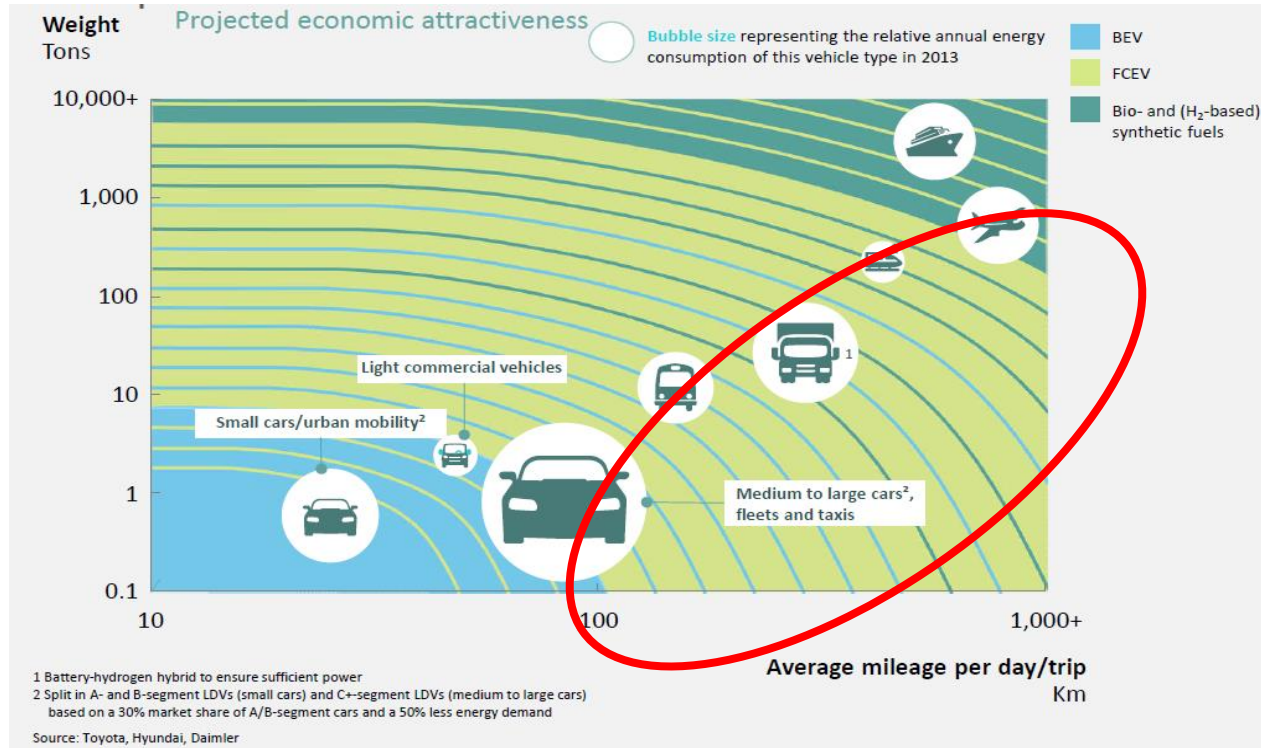 Weight
Tons
Projected economic attractiveness
Bubble size representing the relative annual energy
consumption of this vehicle type in 2013
BEV
FCEV
Bio- and (H₂-based)
synthetic fuels
10,000+
1,000
100
10
1
0.1
Light commercial vehicles
Small cars/urban mobility²
1
Medium to large cars²,
fleets and taxis
10
100
1,000+
Average mileage per day/trip
Km
1 Battery-hydrogen hybrid to ensure sufficient power
2 Split in A- and B-segment LDVs (small cars) and C+-segment LDVs (medium to large cars)
based on a 30% market share of A/B-segment cars and a 50% less energy demand
Source: Toyota, Hyundai, Daimler